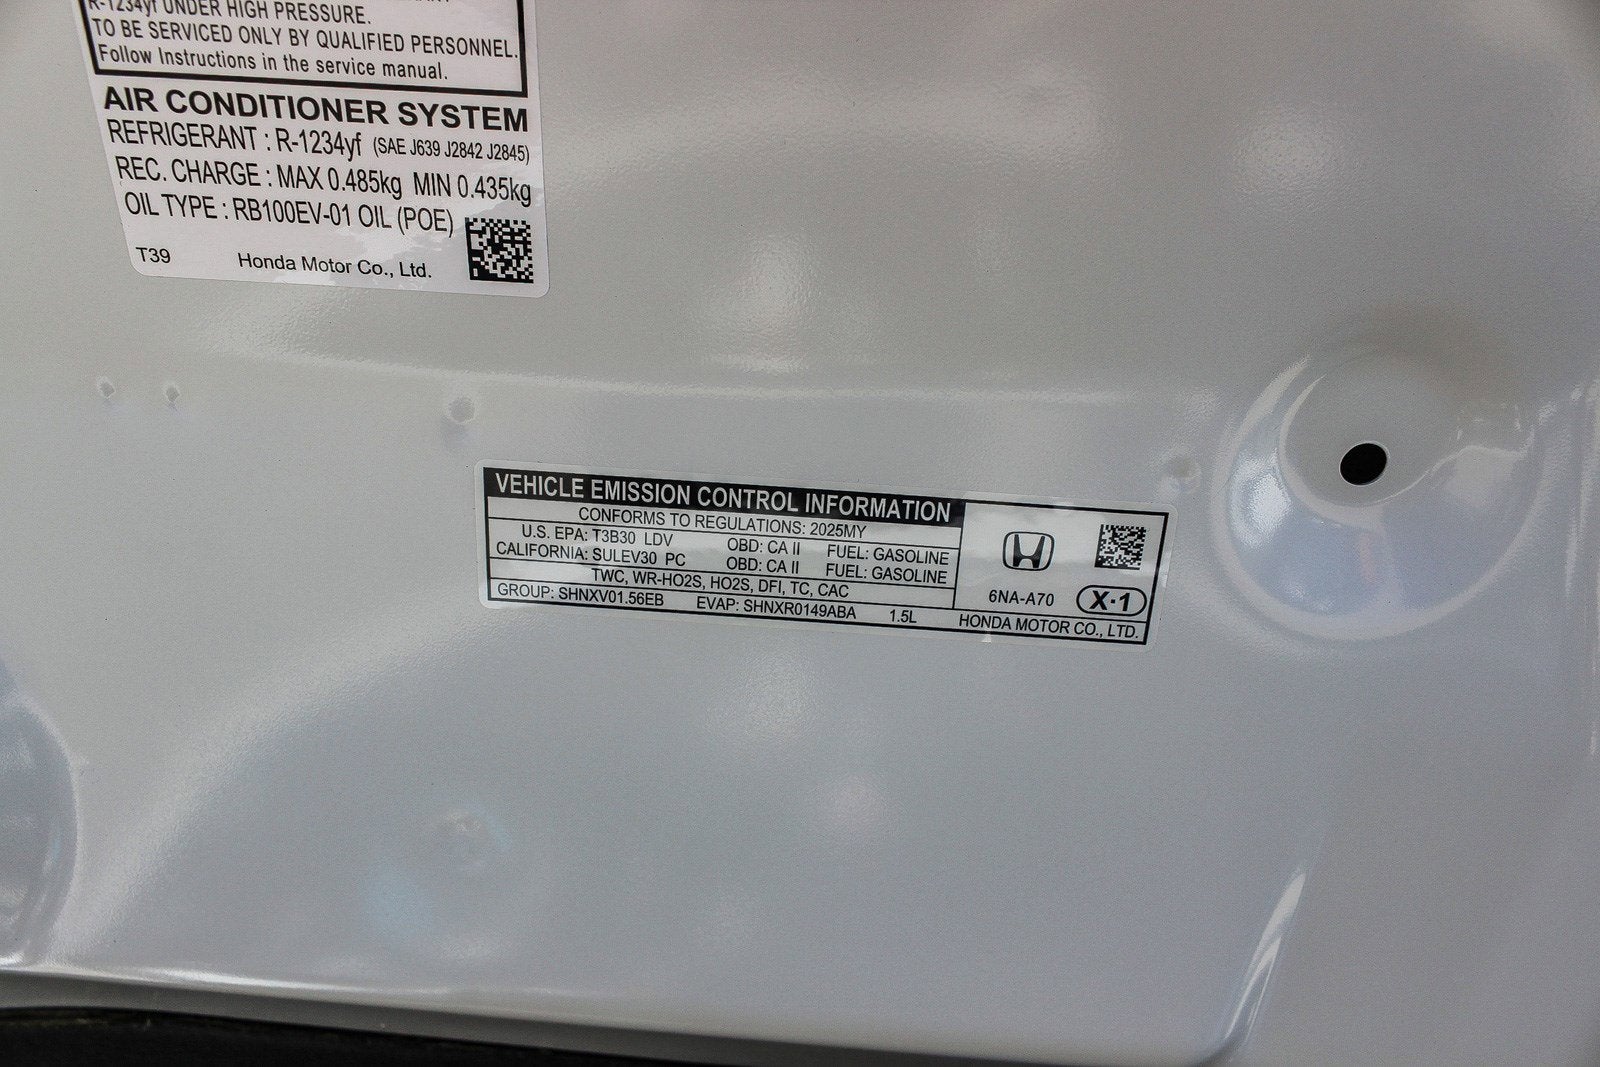 R-1234yf UNDER HIGH PRESSURE.
TO BE SERVICED ONLY BY QUALIFIED PERSONNEL.
Follow Instructions in the service manual.
AIR CONDITIONER SYSTEM
REFRIGERANT : R-1234yf (SAE J639 J2842 J2845)
REC. CHARGE : MAX 0.485kg MIN 0.435kg
OIL TYPE : RB100EV-01 OIL (POE)
T39 Honda Motor Co., Ltd.
VEHICLE EMISSION CONTROL INFORMATION
CONFORMS TO REGULATIONS: 2025MY
U.S. EPA: T3B30 LDV OBD: CA II FUEL: GASOLINE
CALIFORNIA: SULEV30 PC OBD: CA II FUEL: GASOLINE
TWC, WR-HO2S, HO2S, DFI, TC, CAC
6NA-A70 X-1
GROUP: SHNXV01.56EB EVAP: SHNXR0149ABA 1.5L HONDA MOTOR CO., LTD.